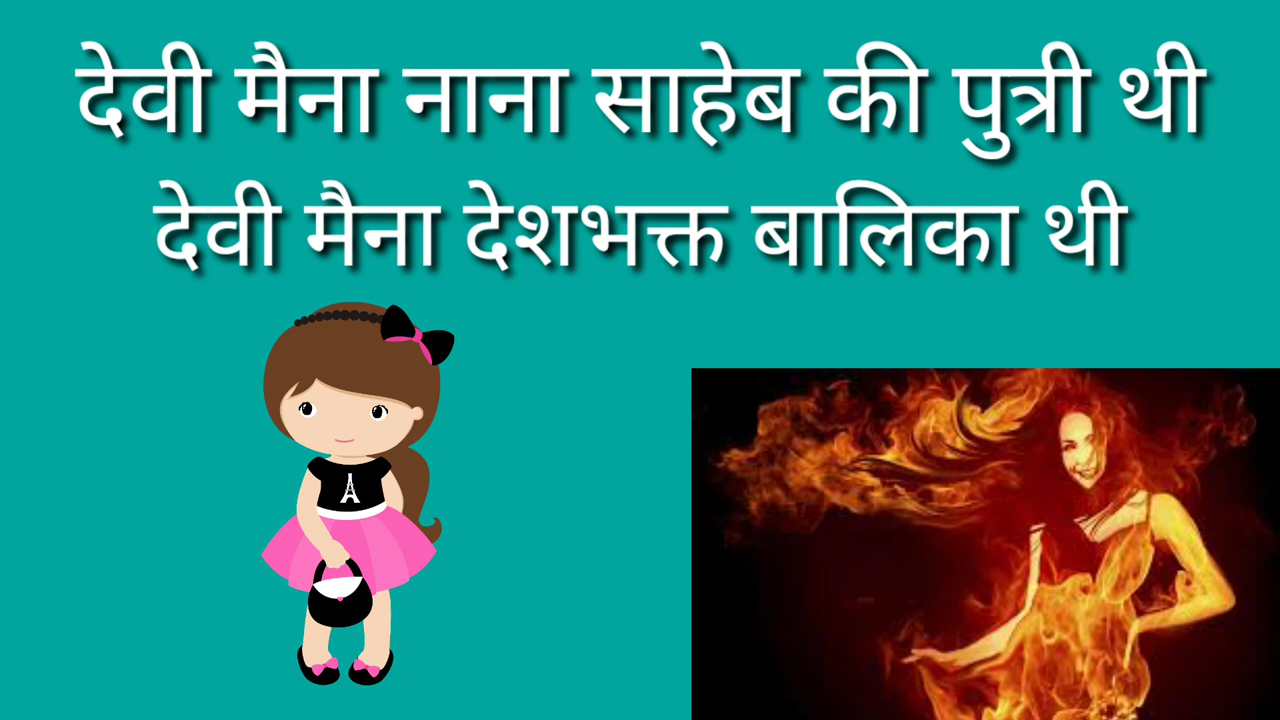 देवी मैना नाना साहेब की पुत्री थी
देवी मैना देशभक्त बालिका थी